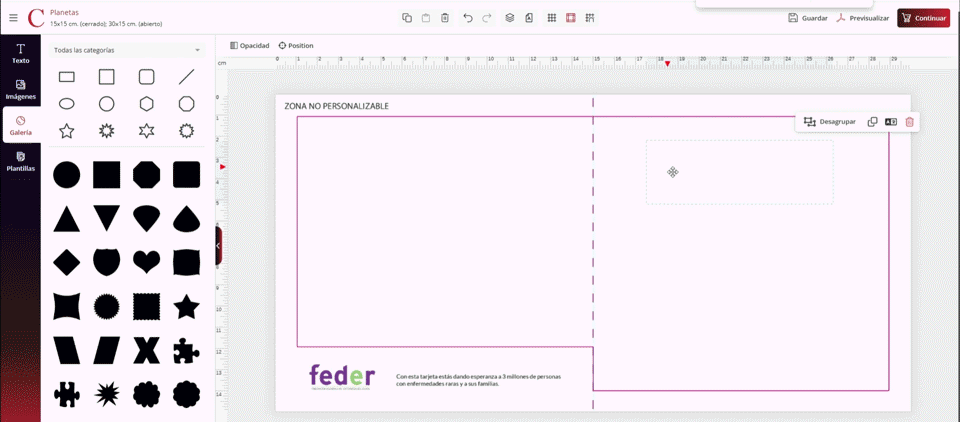 Planetas
15x15 cm. (cerrado); 30x15 cm. (abierto)
Guardar
Previsualizar
Continuar
Texto
Imágenes
Galería
Plantillas
Todas las categorías
Opacidad
Position
cm
0 1 2 3 4 5 6 7 8 9 10 11 12 13 14 15 16 17 18 19 20 21 22 23 24 25 26 27 28 29
0
1
2
3
4
5
6
7
8
9
10
11
12
13
14
ZONA NO PERSONALIZABLE
Desagrupar
feder
Con esta tarjeta estás dando esperanza a 3 millones de personas
con enfermedades raras y a sus familias.